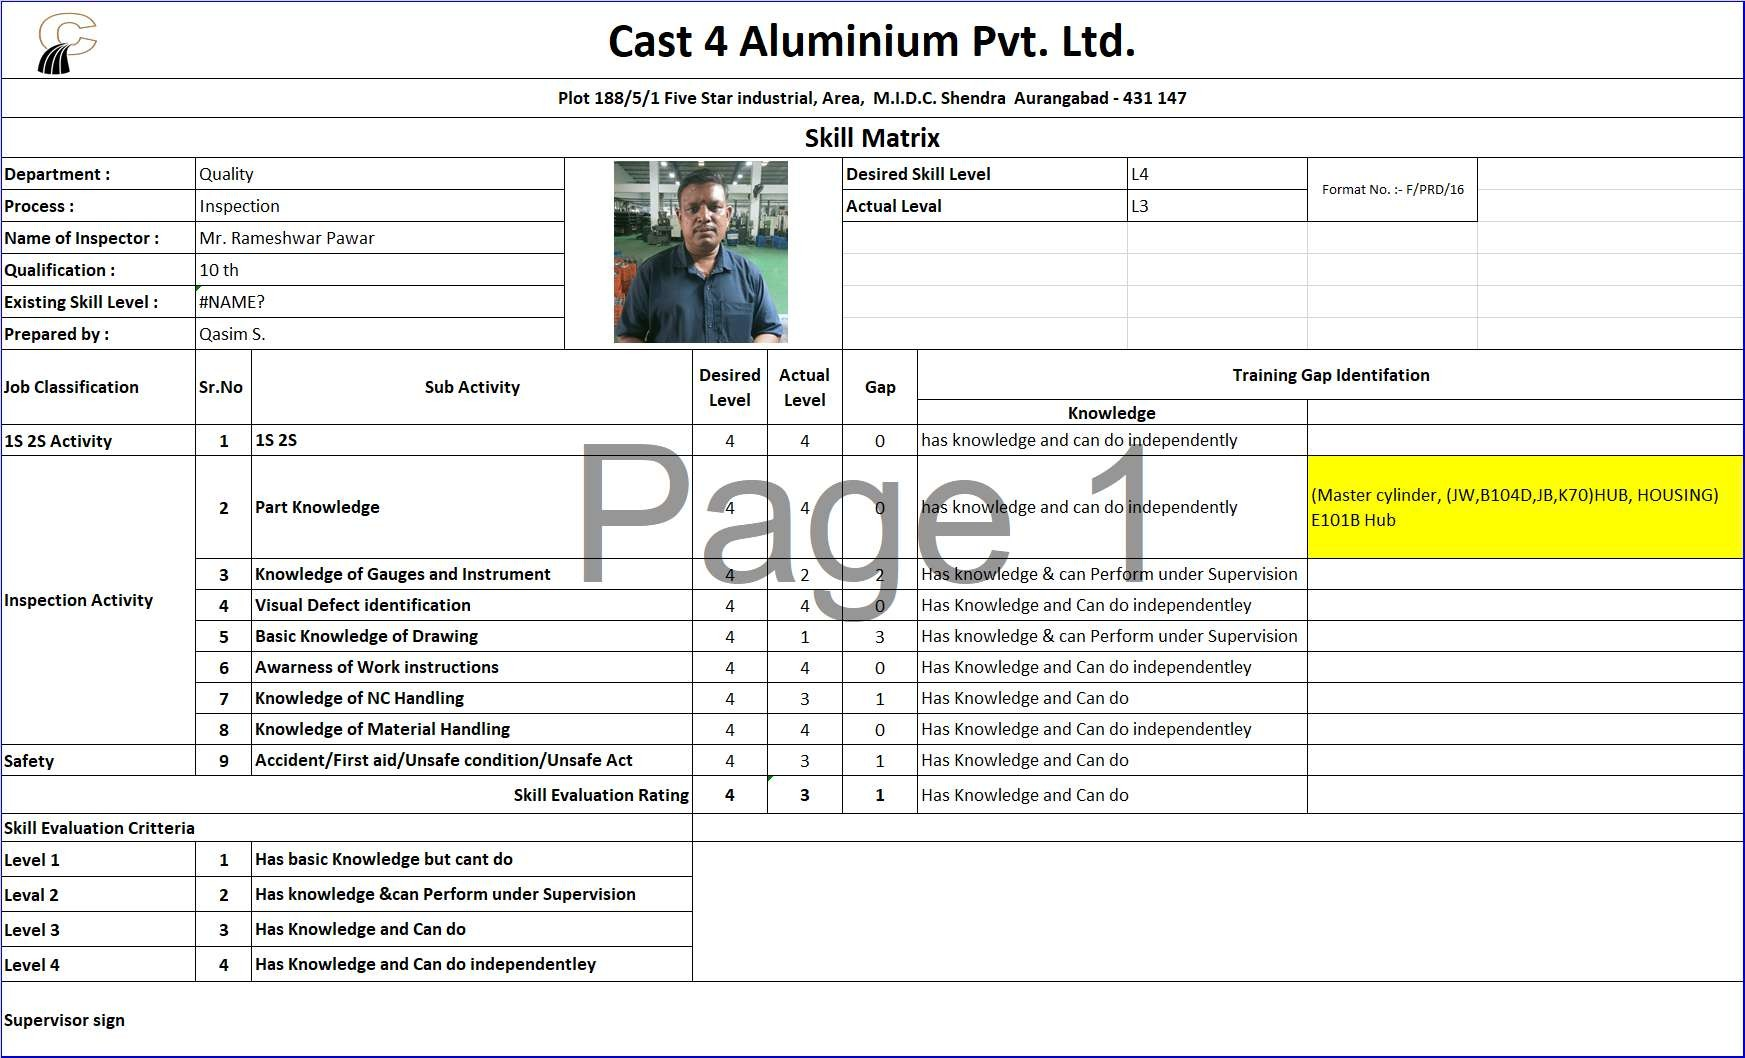 Cast 4 Aluminium Pvt. Ltd.
Plot 188/5/1 Five Star industrial, Area, M.I.D.C. Shendra Aurangabad - 431 147
Skill Matrix
Department : Quality
Process : Inspection
Name of Inspector : Mr. Rameshwar Pawar
Qualification : 10 th
Existing Skill Level : #NAME?
Prepared by : Qasim S.
Desired Skill Level L4
Actual Leval L3
Format No. :- F/PRD/16
Job Classification Sr.No Sub Activity Desired Level Actual Level Gap Training Gap Identifation
Knowledge
1S 2S Activity 1 1S 2S 4 4 0 has knowledge and can do independently
Inspection Activity
2 Part Knowledge 4 4 0 has knowledge and can do independently (Master cylinder, (JW,B104D,JB,K70)HUB, HOUSING)
E101B Hub
3 Knowledge of Gauges and Instrument 4 2 2 Has knowledge & can Perform under Supervision
4 Visual Defect identification 4 4 0 Has Knowledge and Can do independentley
5 Basic Knowledge of Drawing 4 1 3 Has knowledge & can Perform under Supervision
6 Awarness of Work instructions 4 4 0 Has Knowledge and Can do independentley
7 Knowledge of NC Handling 4 3 1 Has Knowledge and Can do
8 Knowledge of Material Handling 4 4 0 Has Knowledge and Can do independentley
Safety 9 Accident/First aid/Unsafe condition/Unsafe Act 4 3 1 Has Knowledge and Can do
Skill Evaluation Rating 4 3 1 Has Knowledge and Can do
Skill Evaluation Critteria
Level 1 1 Has basic Knowledge but cant do
Leval 2 2 Has knowledge &can Perform under Supervision
Level 3 3 Has Knowledge and Can do
Level 4 4 Has Knowledge and Can do independentley
Supervisor sign
Page 1